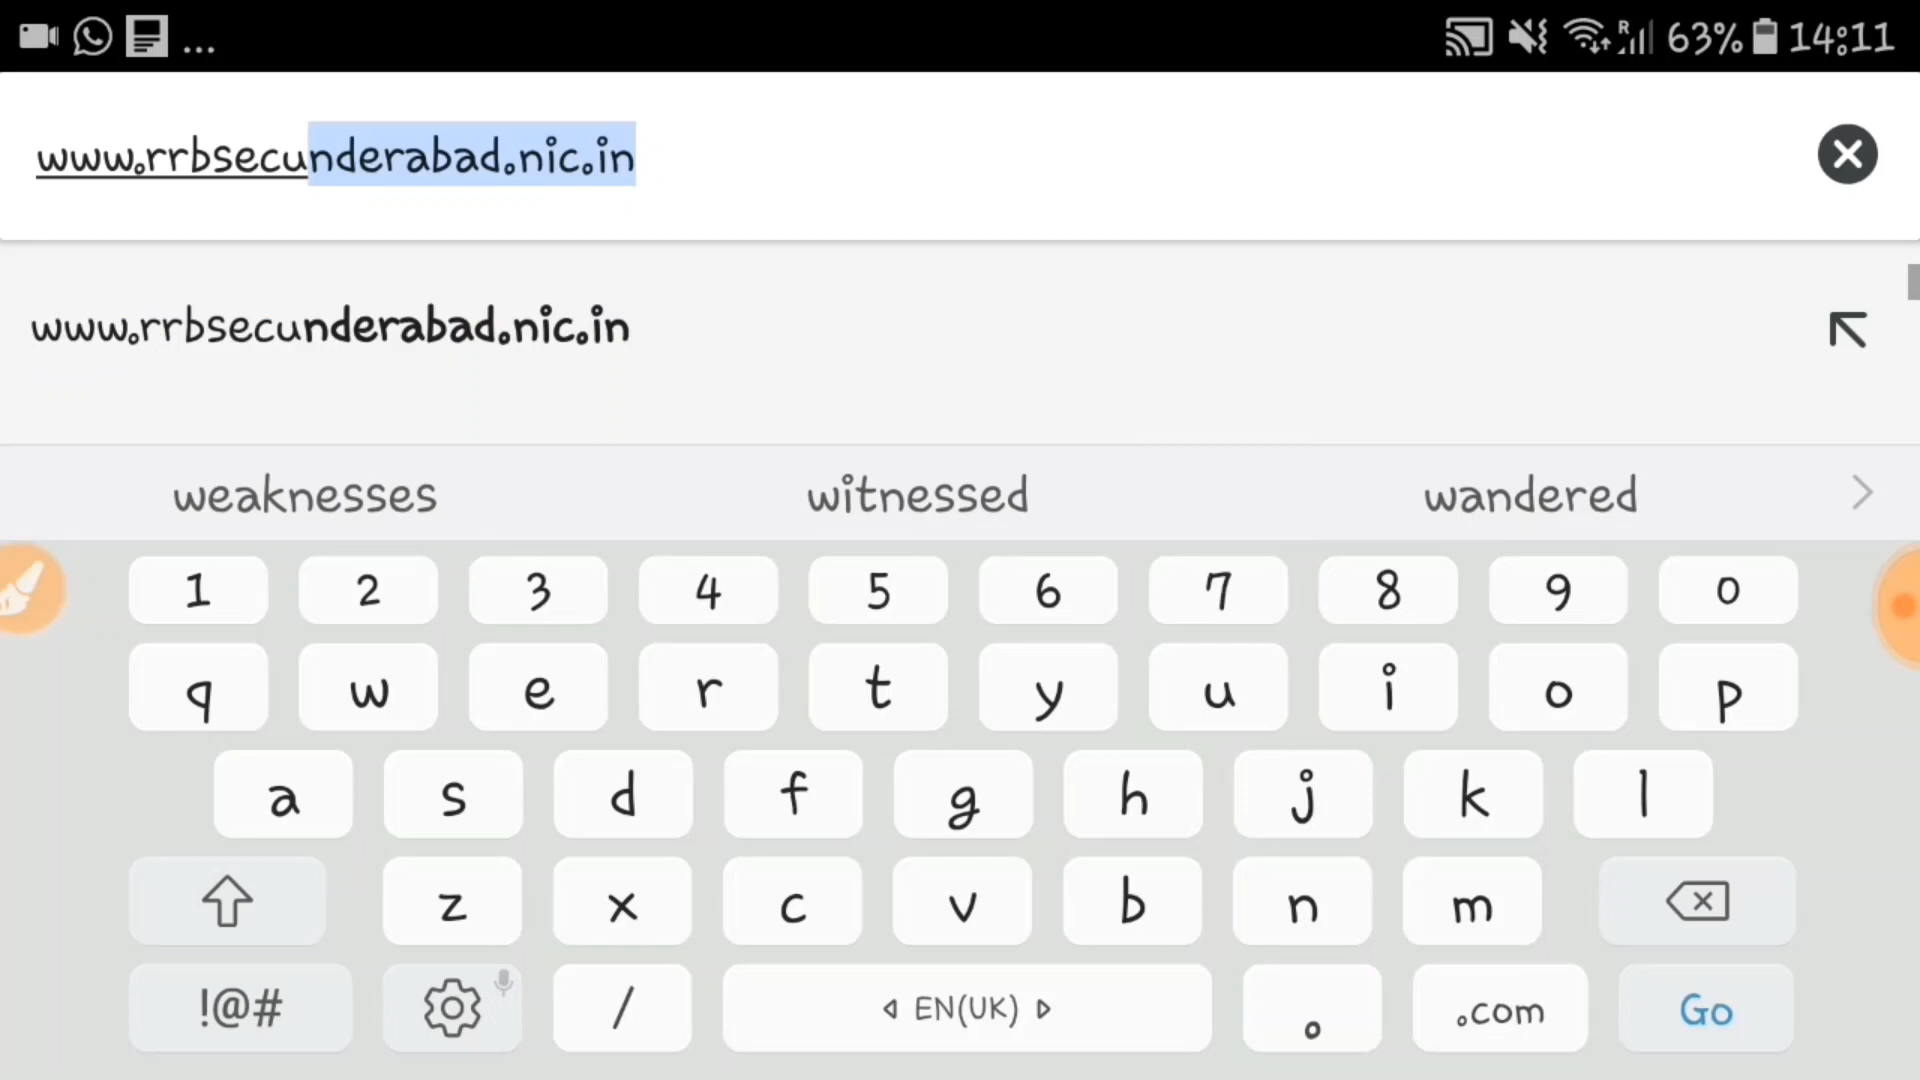 ... R 63% 14:11
www.rrbsecunderabad.nic.in
www.rrbsecunderabad.nic.in
weaknesses witnessed wandered
1 2 3 4 5 6 7 8 9 0
q w e r t y u i o p
a s d f g h j k l
z x c v b n m
!@# / EN(UK) . .com Go